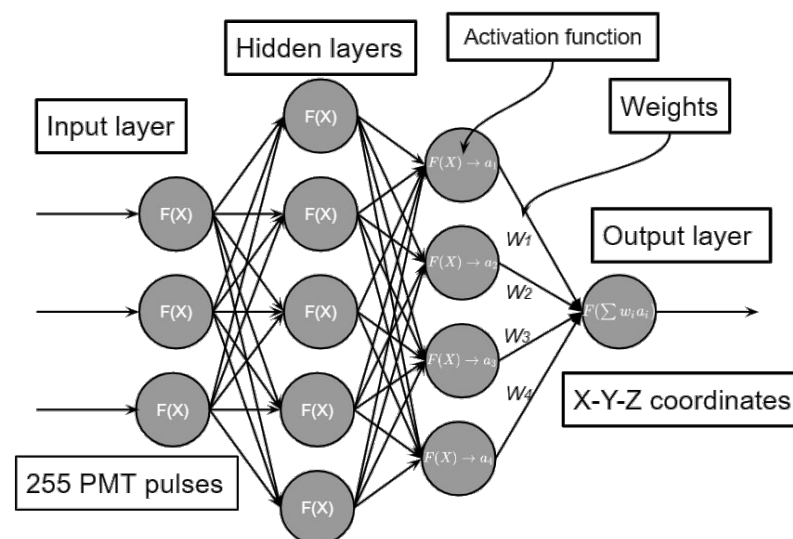 Hidden layers
Activation function
Input layer
Weights
F(X)
F(X)
F(X)
F(X)
F(X)
F(X)
F(X)
F(X)
F(X) → a₁
F(X) → a₂
F(X) → a₃
F(X) → a₄
W1
W2
W3
W4
Output layer
F(∑ wᵢaᵢ)
X-Y-Z coordinates
255 PMT pulses